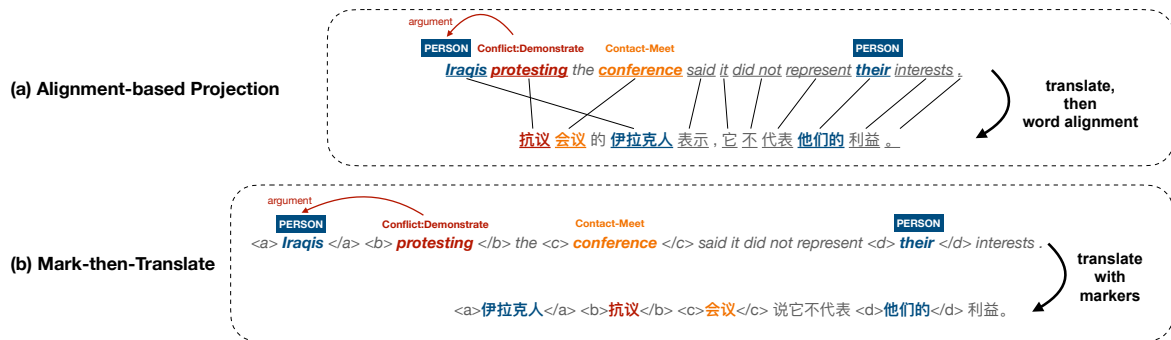 argument
PERSON Conflict:Demonstrate Contact-Meet PERSON
Iraqis protesting the conference said it did not represent their interests .
(a) Alignment-based Projection
translate,
then
word alignment
抗议 会议 的 伊拉克人 表示 , 它 不 代表 他们的 利益 。
argument
PERSON Conflict:Demonstrate Contact-Meet PERSON
<a> Iraqis </a> <b> protesting </b> the <c> conference </c> said it did not represent <d> their </d> interests .
(b) Mark-then-Translate
translate
with
markers
<a>伊拉克人</a> <b>抗议</b> <c>会议</c> 说它不代表 <d>他们的</d> 利益。